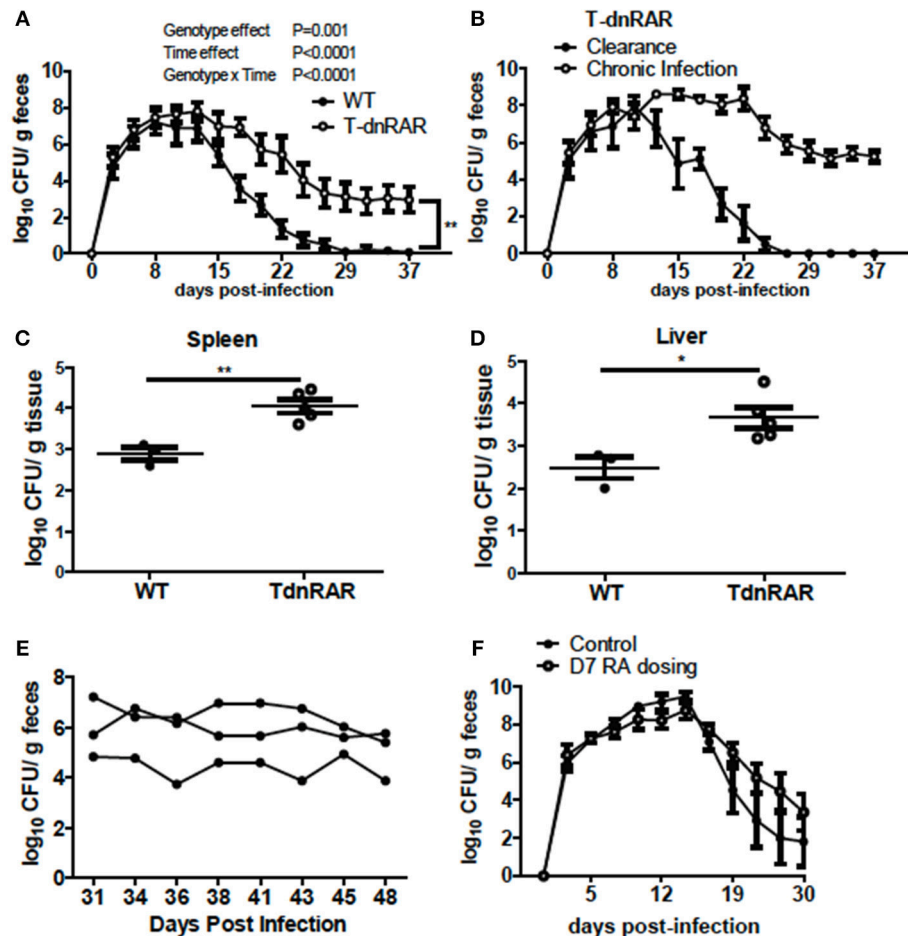 A
Genotype effect P=0.001
Time effect P<0.0001
Genotype x Time P<0.0001
WT
T-dnRAR
log10 CFU/ g feces
10
8
6
4
2
0
**
0 8 15 22 29 37
days post-infection
B
T-dnRAR
Clearance
Chronic Infection
log10 CFU/ g feces
10
8
6
4
2
0
0 8 15 22 29 37
days post-infection
C
Spleen
**
log10 CFU/ g tissue
5
4
3
2
1
0
WT TdnRAR
D
Liver
*
log10 CFU/ g tissue
5
4
3
2
1
0
WT TdnRAR
E
log10 CFU/ g feces
8
6
4
2
0
31 34 36 38 41 43 45 48
Days Post Infection
F
Control
D7 RA dosing
log10 CFU/ g feces
10
8
6
4
2
0
5 12 19 30
days post-infection